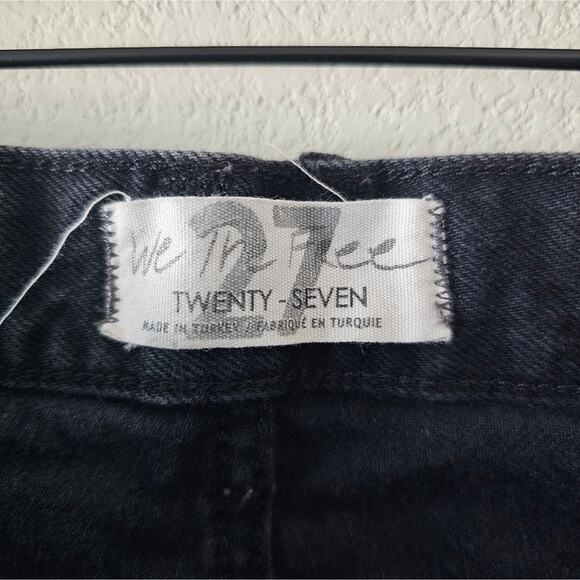 We The Free
27
TWENTY-SEVEN
MADE IN TURKEY / FABRIQUÉ EN TURQUIE